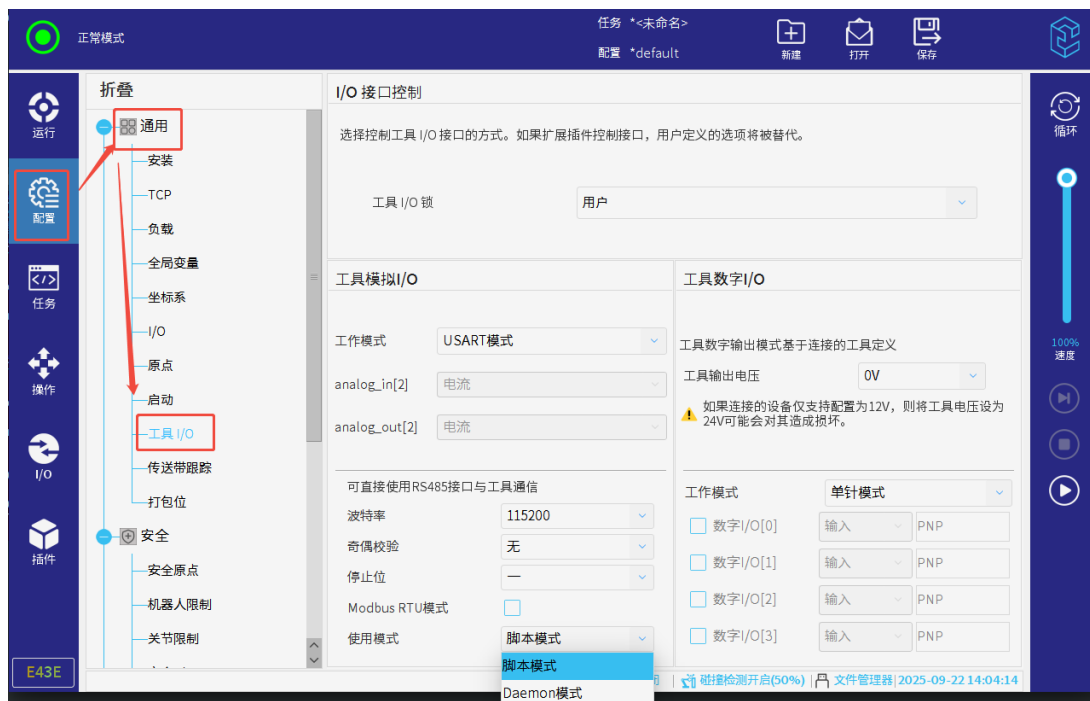 正常模式
任务 *<未命名>
配置 *default
新建
打开
保存
运行
配置
任务
操作
I/O
插件
E43E
折叠
通用
安装
TCP
负载
全局变量
坐标系
I/O
原点
启动
工具 I/O
传送带跟踪
打包位
安全
安全原点
机器人限制
关节限制
I/O 接口控制
选择控制工具 I/O 接口的方式。如果扩展插件控制接口，用户定义的选项将被替代。
工具 I/O 锁 用户
工具模拟I/O
工作模式 USART模式
analog_in[2] 电流
analog_out[2] 电流
可直接使用RS485接口与工具通信
波特率 115200
奇偶校验 无
停止位 一
Modbus RTU模式
使用模式 脚本模式
脚本模式
Daemon模式
工具数字I/O
工具数字输出模式基于连接的工具定义
工具输出电压 0V
如果连接的设备仅支持配置为12V，则将工具电压设为
24V可能会对其造成损坏。
工作模式 单针模式
数字I/O[0] 输入 PNP
数字I/O[1] 输入 PNP
数字I/O[2] 输入 PNP
数字I/O[3] 输入 PNP
碰撞检测开启(50%) | 文件管理器 | 2025-09-22 14:04:14
循环
100%
速度